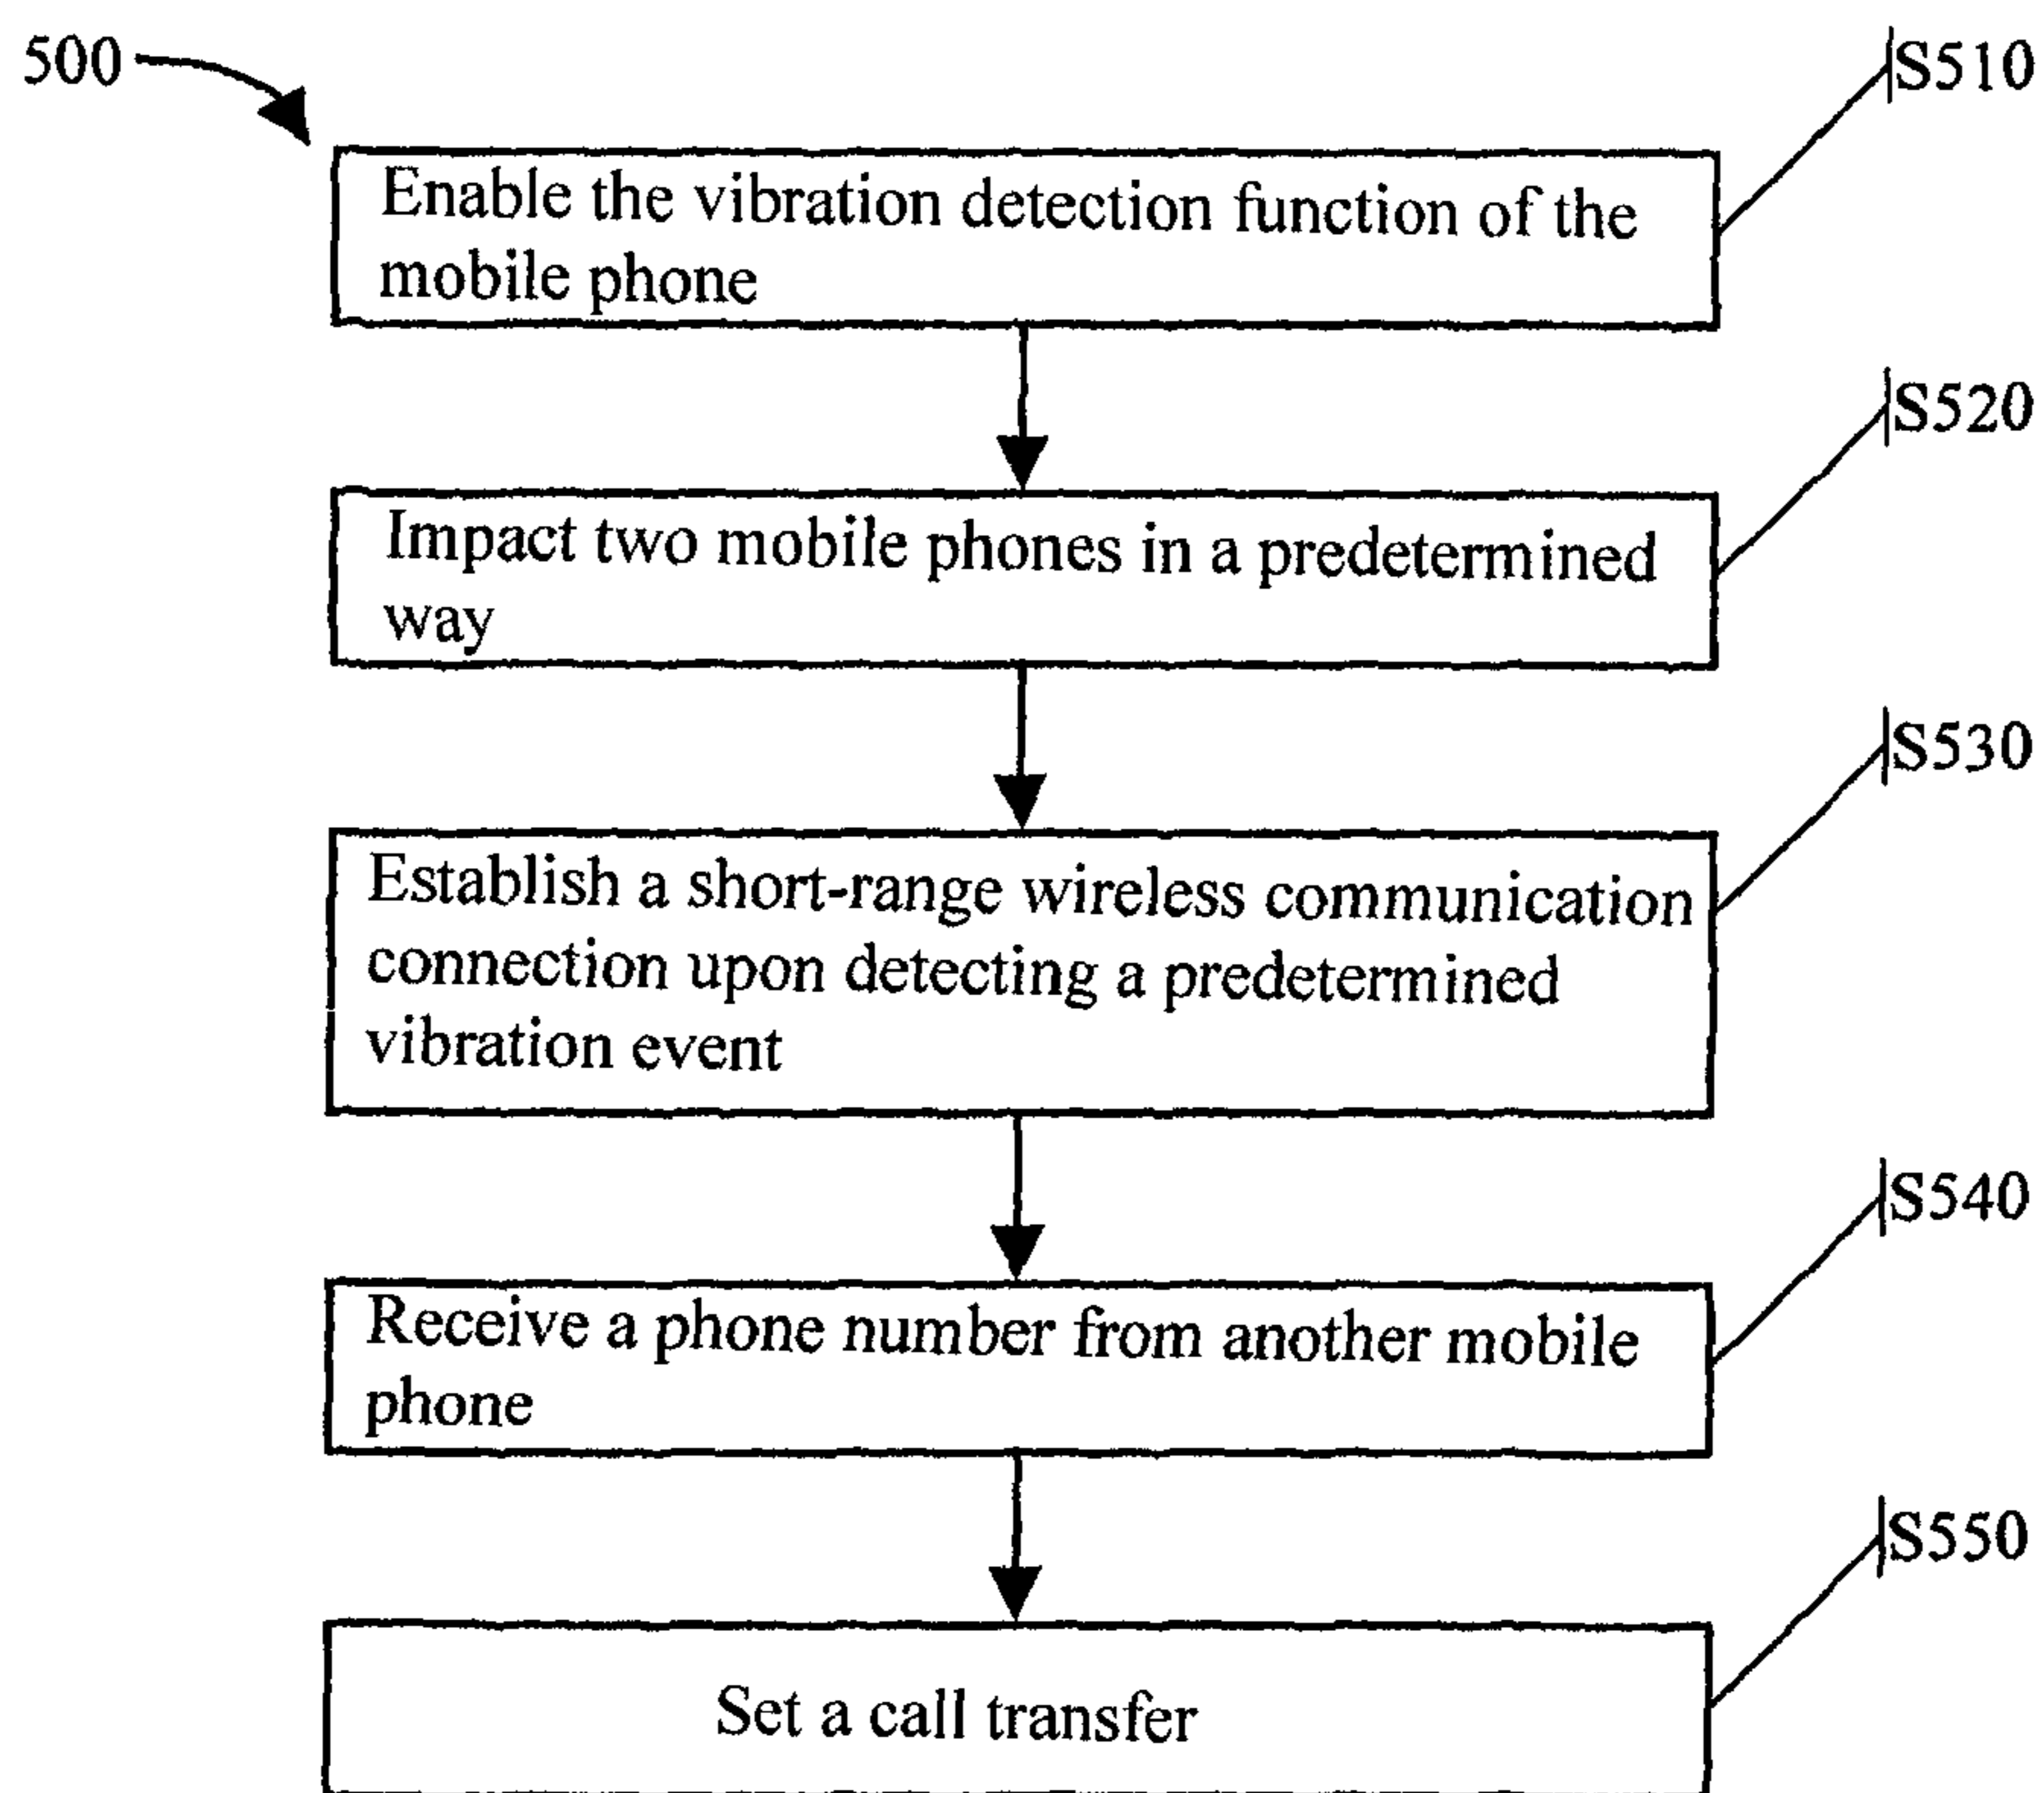 500
S510
Enable the vibration detection function of the
mobile phone
S520
Impact two mobile phones in a predetermined
way
S530
Establish a short-range wireless communication
connection upon detecting a predetermined
vibration event
S540
Receive a phone number from another mobile
phone
S550
Set a call transfer